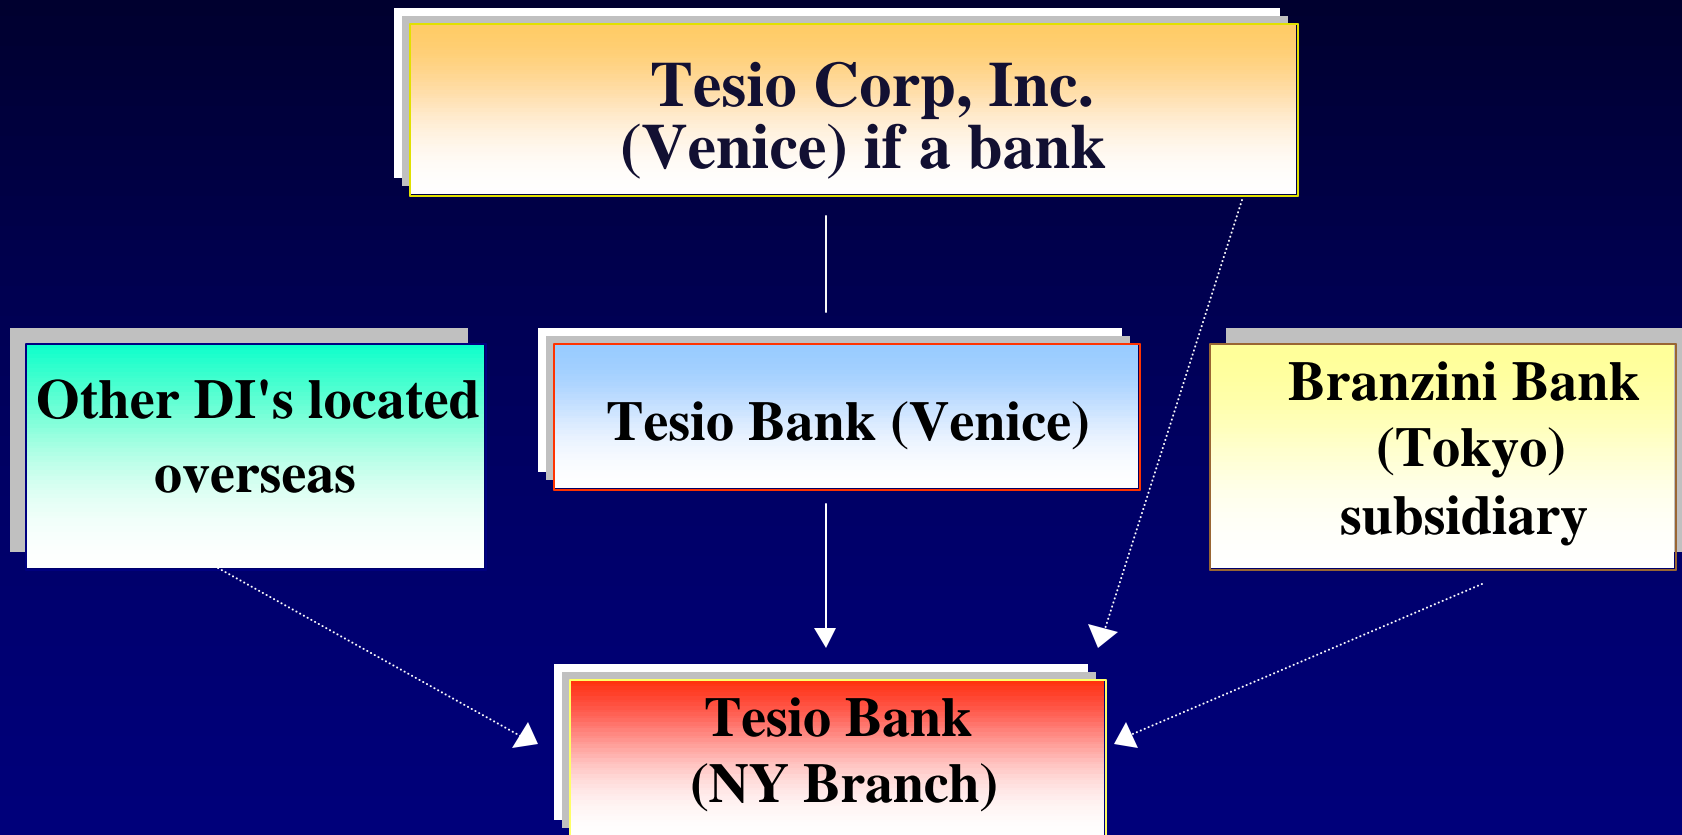 Tesio Corp, Inc.
(Venice) if a bank
Other DI's located
overseas
Tesio Bank (Venice)
Branzini Bank
(Tokyo)
subsidiary
Tesio Bank
(NY Branch)